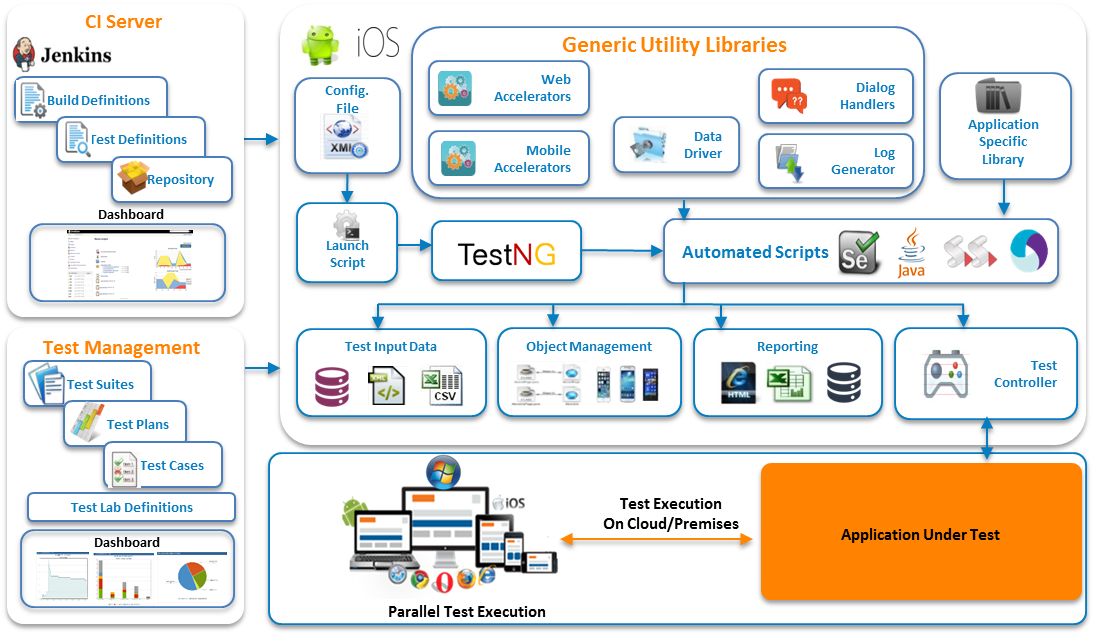 CI Server
Jenkins
Build Definitions
Test Definitions
Repository
Dashboard
Test Management
Test Suites
Test Plans
Test Cases
Test Lab Definitions
Dashboard
iOS
Config.
File
XML
Launch
Script
TestNG
Generic Utility Libraries
Web
Accelerators
Mobile
Accelerators
Data
Driver
Dialog
Handlers
??
Log
Generator
Application
Specific
Library
Automated Scripts
Se
Java
Test Input Data
CSV
Object Management
Reporting
HTML
Test
Controller
iOS
Parallel Test Execution
Test Execution
On Cloud/Premises
Application Under Test